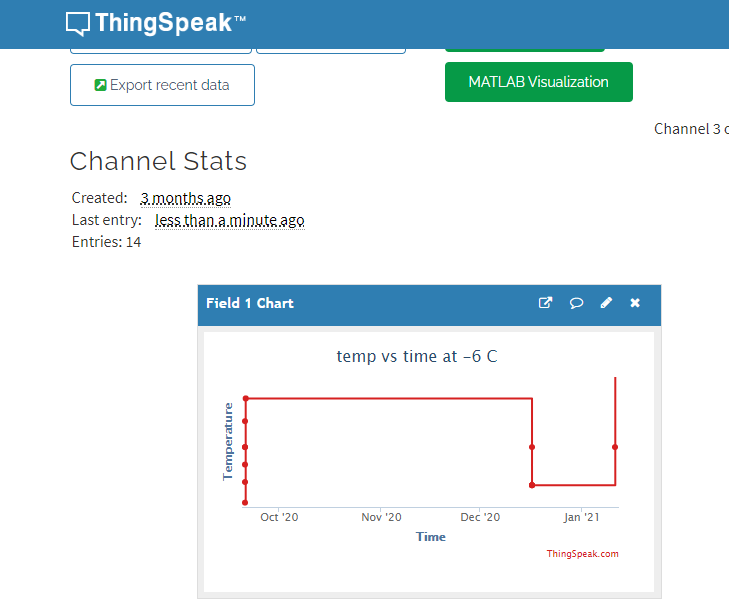 ThingSpeak™
Export recent data
MATLAB Visualization
Channel 3 o
Channel Stats
Created: 3 months ago
Last entry: less than a minute ago
Entries: 14
Field 1 Chart
temp vs time at -6 C
Temperature
Oct '20 Nov '20 Dec '20 Jan '21
Time
ThingSpeak.com